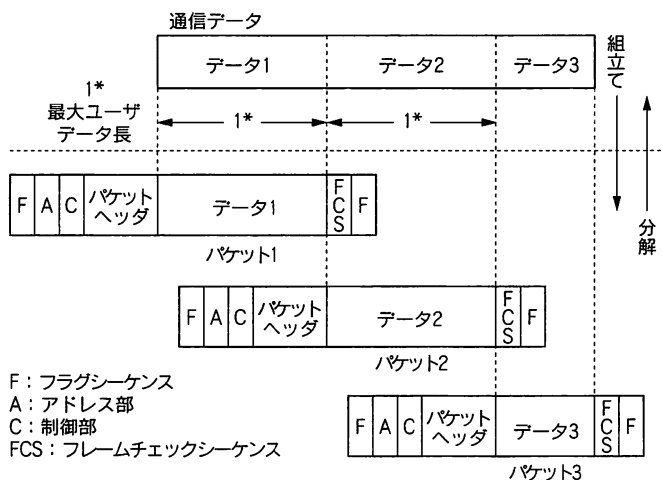 通信データ
データ1
データ2
データ3
組立て
分解
1*
最大ユーザ
データ長
1*
1*
F
A
C
パケット
ヘッダ
データ1
FCS
F
パケット1
F
A
C
パケット
ヘッダ
データ2
FCS
F
パケット2
F
A
C
パケット
ヘッダ
データ3
FCS
F
パケット3
F：フラグシーケンス
A：アドレス部
C：制御部
FCS：フレームチェックシーケンス